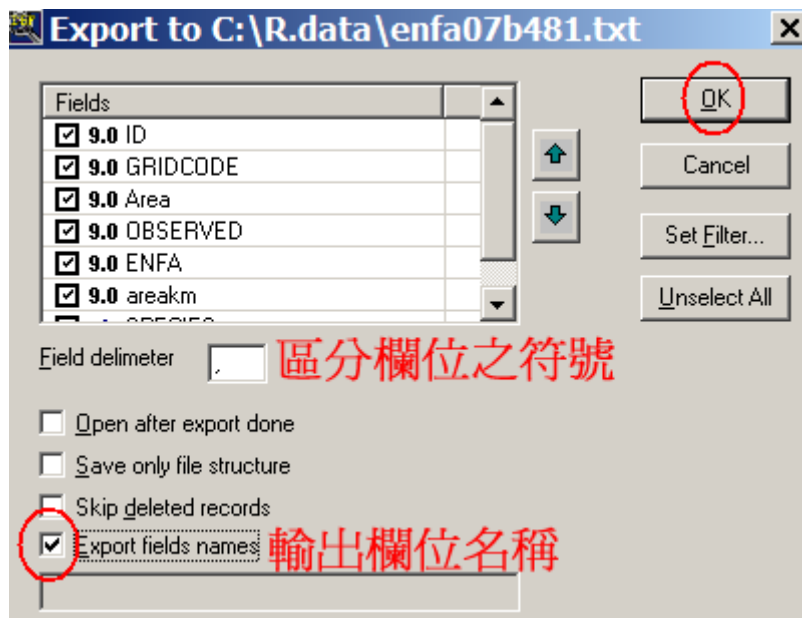 Export to C:\R.data\enfa07b481.txt
Fields
9.0 ID
9.0 GRIDCODE
9.0 Area
9.0 OBSERVED
9.0 ENFA
9.0 areakm
OK
Cancel
Set Filter...
Unselect All
Field delimeter , 區分欄位之符號
Open after export done
Save only file structure
Skip deleted records
Export fields names 輸出欄位名稱